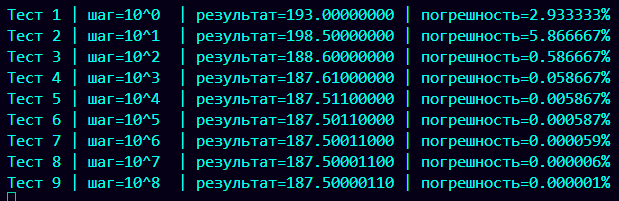 Тест 1 | шаг=10^0  | результат=193.00000000 | погрешность=2.933333%
Тест 2 | шаг=10^1  | результат=198.50000000 | погрешность=5.866667%
Тест 3 | шаг=10^2  | результат=188.60000000 | погрешность=0.586667%
Тест 4 | шаг=10^3  | результат=187.61000000 | погрешность=0.058667%
Тест 5 | шаг=10^4  | результат=187.51100000 | погрешность=0.005867%
Тест 6 | шаг=10^5  | результат=187.50110000 | погрешность=0.000587%
Тест 7 | шаг=10^6  | результат=187.50011000 | погрешность=0.000059%
Тест 8 | шаг=10^7  | результат=187.50001100 | погрешность=0.000006%
Тест 9 | шаг=10^8  | результат=187.50000110 | погрешность=0.000001%